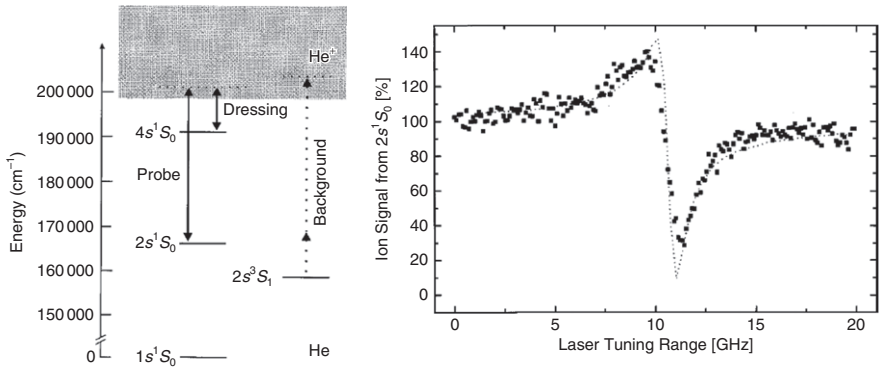 He⁺
200 000
Dressing
4s¹S₀
190 000
180 000
Probe
Background
170 000
2s¹S₀
160 000
2s³S₁
150 000
0
1s¹S₀
He
Energy (cm⁻¹)
140
120
100
80
60
40
20
0
Ion Signal from 2s¹S₀ [%]
0 5 10 15 20
Laser Tuning Range [GHz]